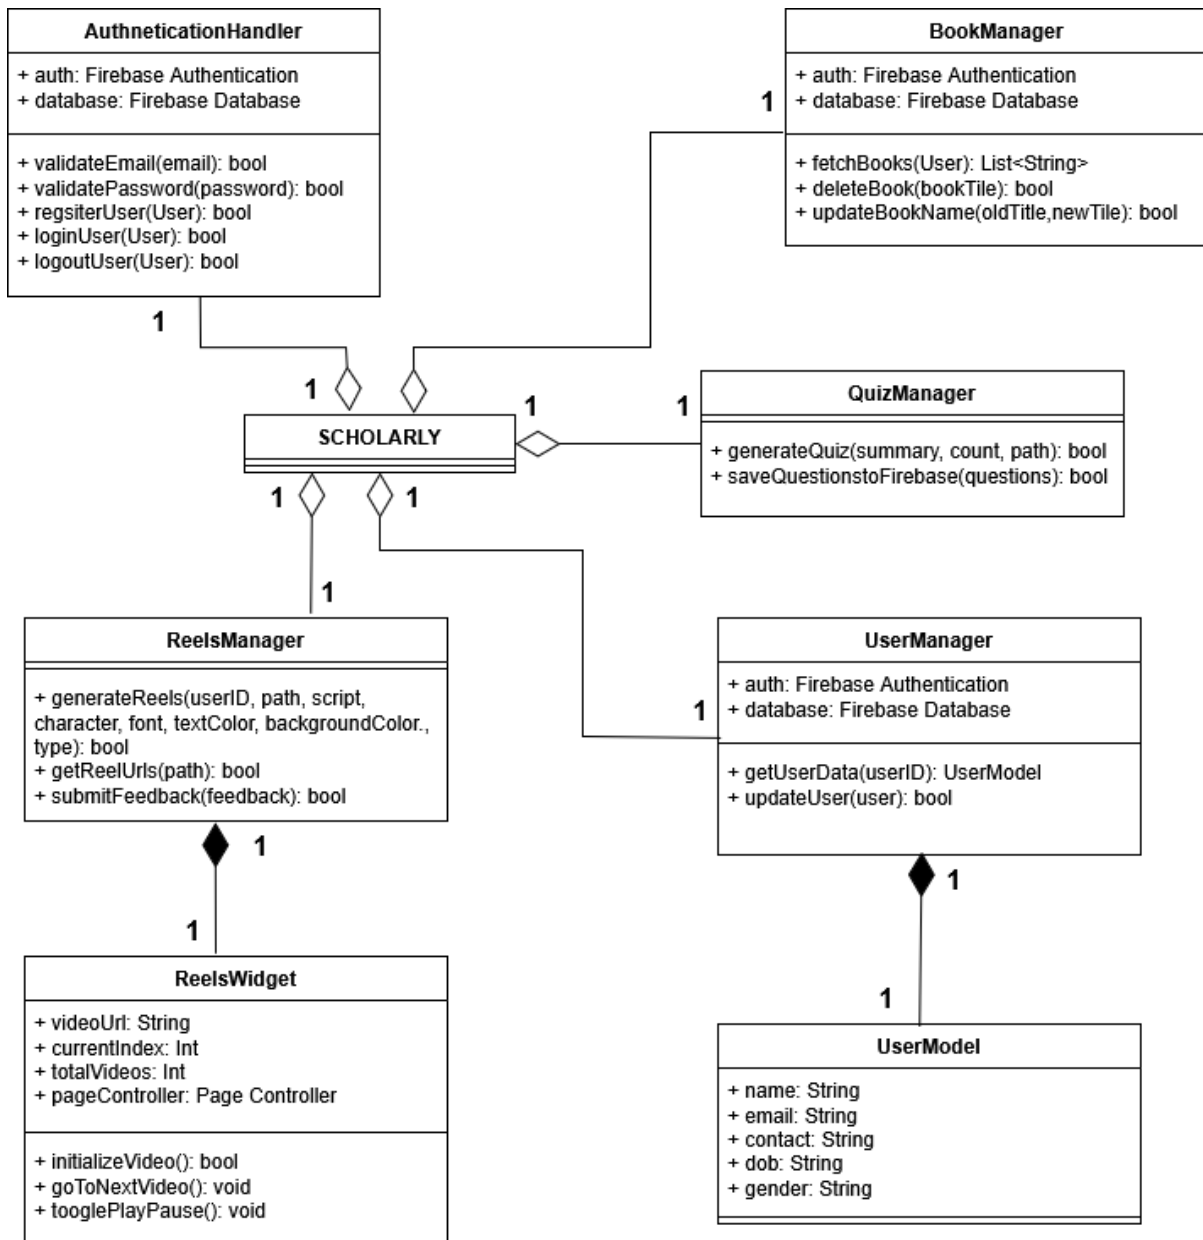 AuthneticationHandler
+ auth: Firebase Authentication
+ database: Firebase Database
+ validateEmail(email): bool
+ validatePassword(password): bool
+ regsiterUser(User): bool
+ loginUser(User): bool
+ logoutUser(User): bool
1
BookManager
+ auth: Firebase Authentication
+ database: Firebase Database
+ fetchBooks(User): List<String>
+ deleteBook(bookTile): bool
+ updateBookName(oldTitle,newTile): bool
1
1
SCHOLARLY
1
1
1
1
QuizManager
+ generateQuiz(summary, count, path): bool
+ saveQuestionstoFirebase(questions): bool
1
ReelsManager
+ generateReels(userID, path, script,
character, font, textColor, backgroundColor.,
type): bool
+ getReelUrls(path): bool
+ submitFeedback(feedback): bool
1
1
UserManager
+ auth: Firebase Authentication
+ database: Firebase Database
+ getUserData(userID): UserModel
+ updateUser(user): bool
1
1
ReelsWidget
+ videoUrl: String
+ currentIndex: Int
+ totalVideos: Int
+ pageController: Page Controller
+ initializeVideo(): bool
+ goToNextVideo(): void
+ tooglePlayPause(): void
1
UserModel
+ name: String
+ email: String
+ contact: String
+ dob: String
+ gender: String